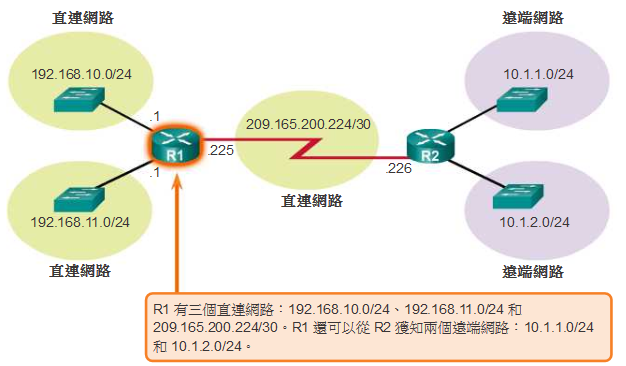 直連網路
遠端網路
192.168.10.0/24
10.1.1.0/24
.1
209.165.200.224/30
R1
.225
R2
.226
.1
直連網路
192.168.11.0/24
10.1.2.0/24
直連網路
遠端網路
R1 有三個直連網路：192.168.10.0/24、192.168.11.0/24 和
209.165.200.224/30。R1 還可以從 R2 獲知兩個遠端網路：10.1.1.0/24
和 10.1.2.0/24。